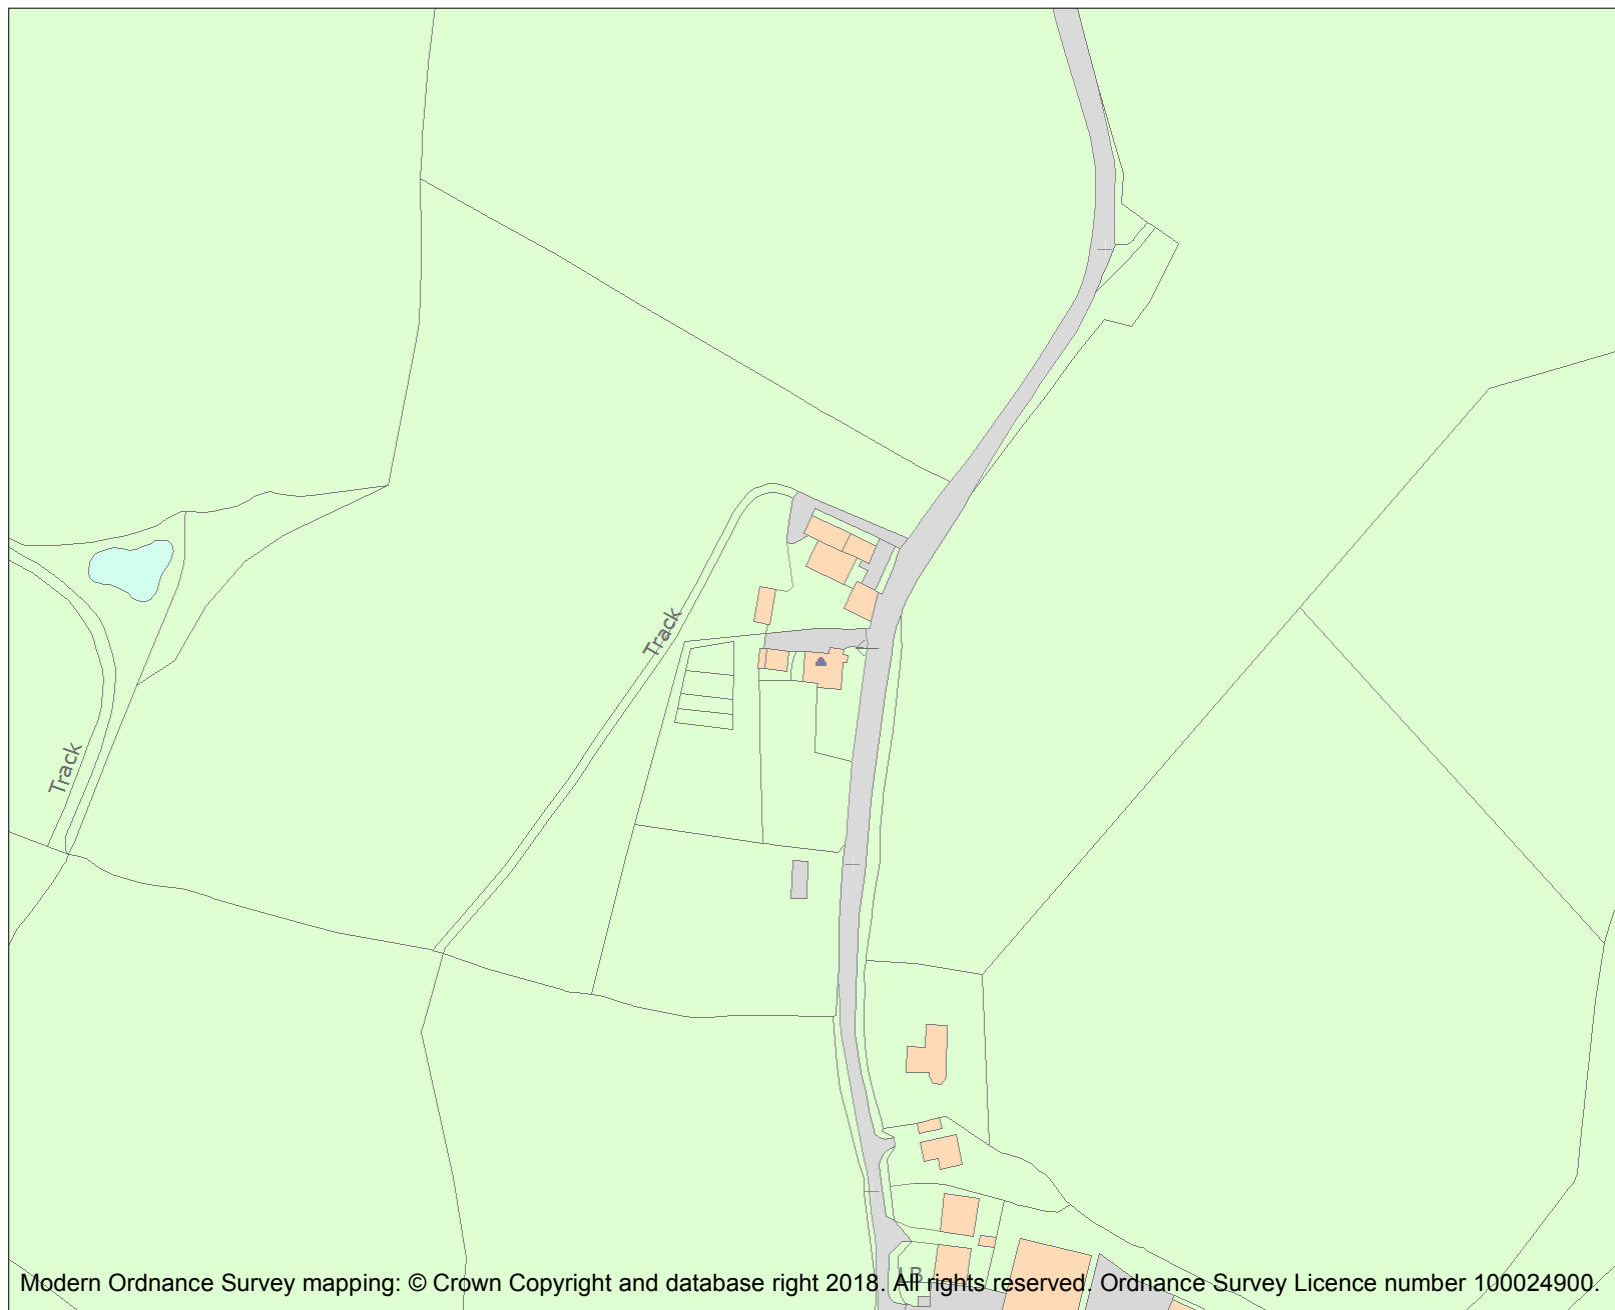 Track
Track
LB
Modern Ordnance Survey mapping: © Crown Copyright and database right 2018. All rights reserved. Ordnance Survey Licence number 100024900.